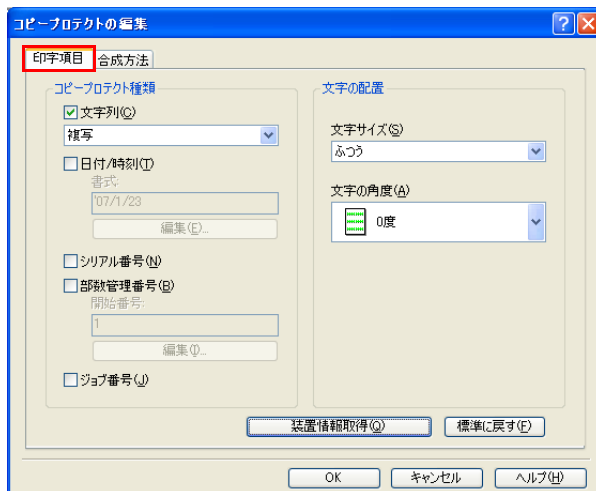 コピープロテクトの編集
印字項目 合成方法
コピープロテクト種類
文字列(C)
複写
日付/時刻(T)
書式:
'07/1/23
編集(E)...
シリアル番号(N)
部数管理番号(B)
開始番号:
1
編集(I)...
ジョブ番号(J)
文字の配置
文字サイズ(S)
ふつう
文字の角度(A)
0度
装置情報取得(Q) 標準に戻す(F)
OK キャンセル ヘルプ(H)